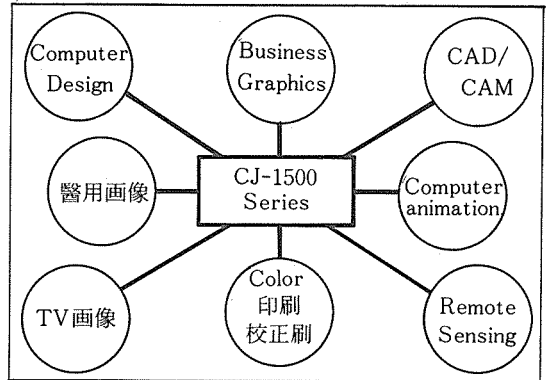 Computer
Design
Business
Graphics
CAD/
CAM
醫用画像
CJ-1500
Series
Computer
animation
TV画像
Color
印刷
校正刷
Remote
Sensing